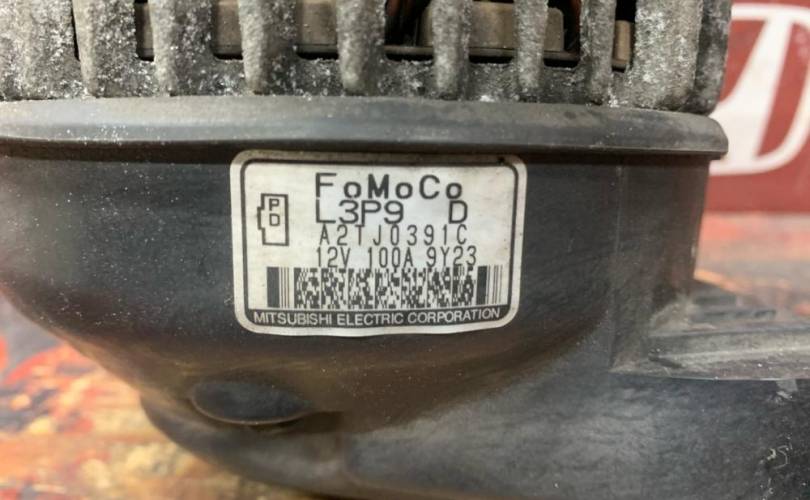 FoMoCo
P
D
L3P9 D
A2TJ0391C
12V 100A 9Y23
MITSUBISHI ELECTRIC CORPORATION